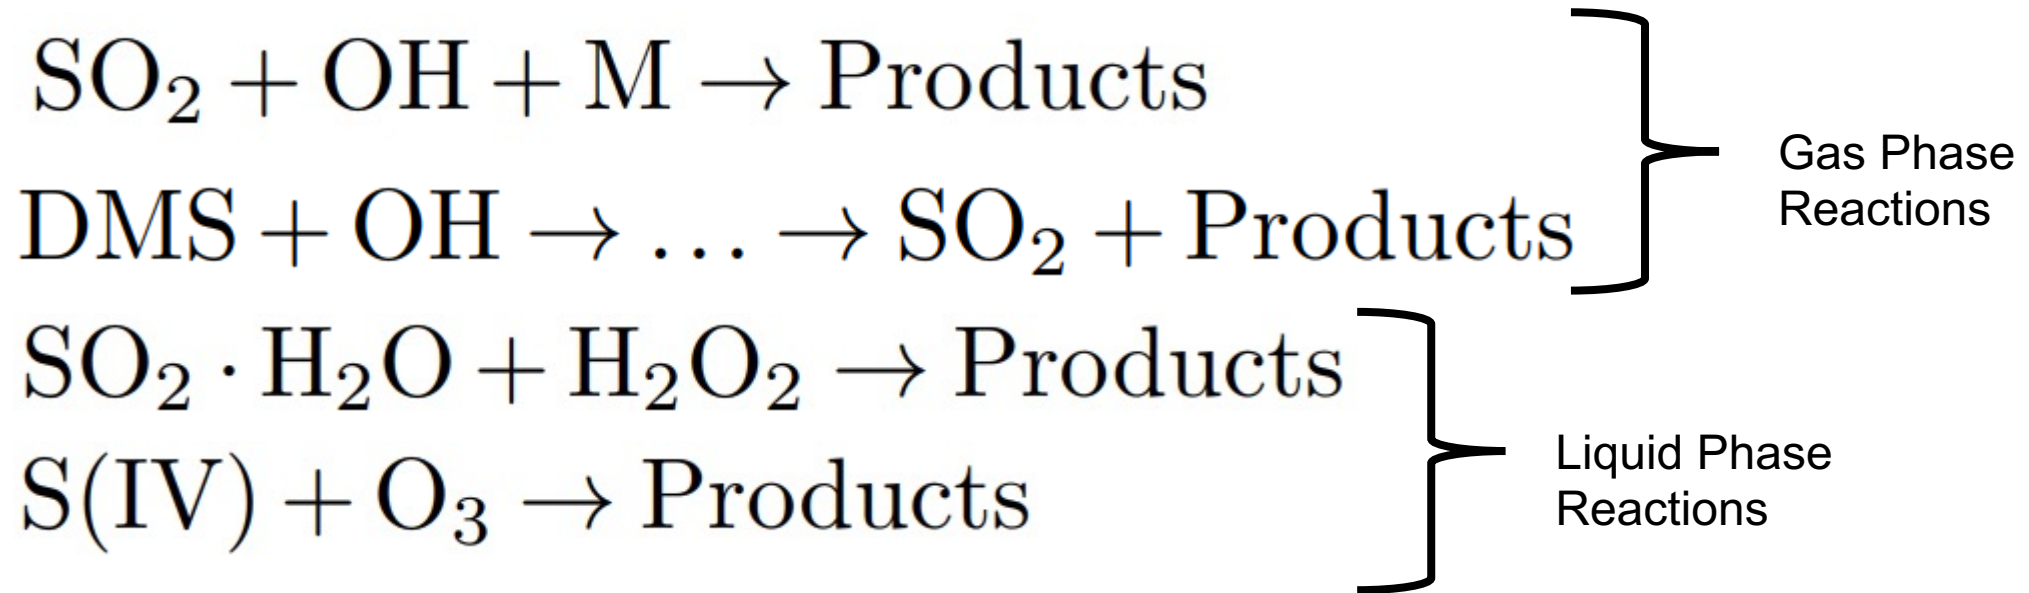 SO₂ + OH + M → Products
DMS + OH → … → SO₂ + Products
Gas Phase
Reactions
SO₂ · H₂O + H₂O₂ → Products
S(IV) + O₃ → Products
Liquid Phase
Reactions